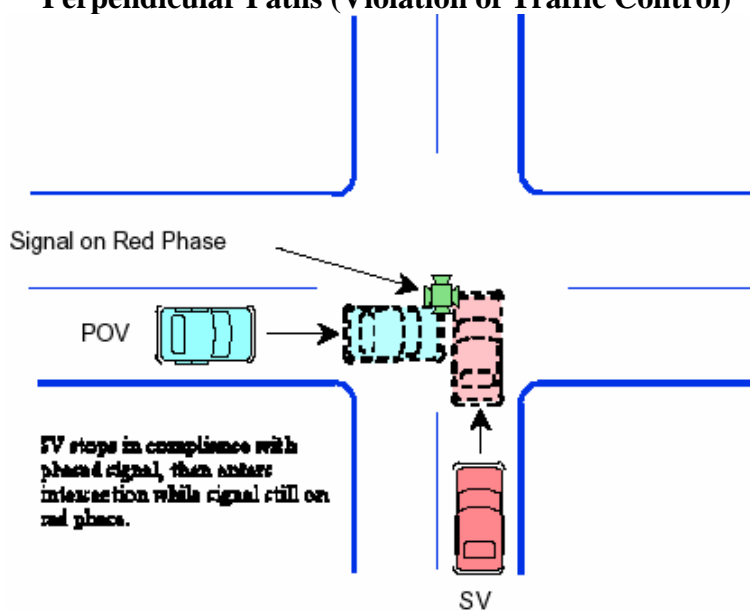 Perpendicular Paths (Violation of Traffic Control)
Signal on Red Phase
POV
SV stops in compliance with
phased signal, then enters
intersection while signal still on
red phase.
SV